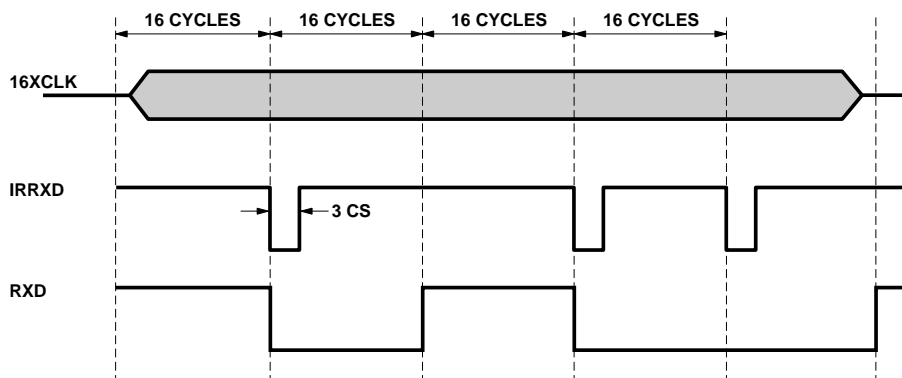 16 CYCLES 16 CYCLES 16 CYCLES 16 CYCLES
16XCLK
IRRXD
3 CS
RXD